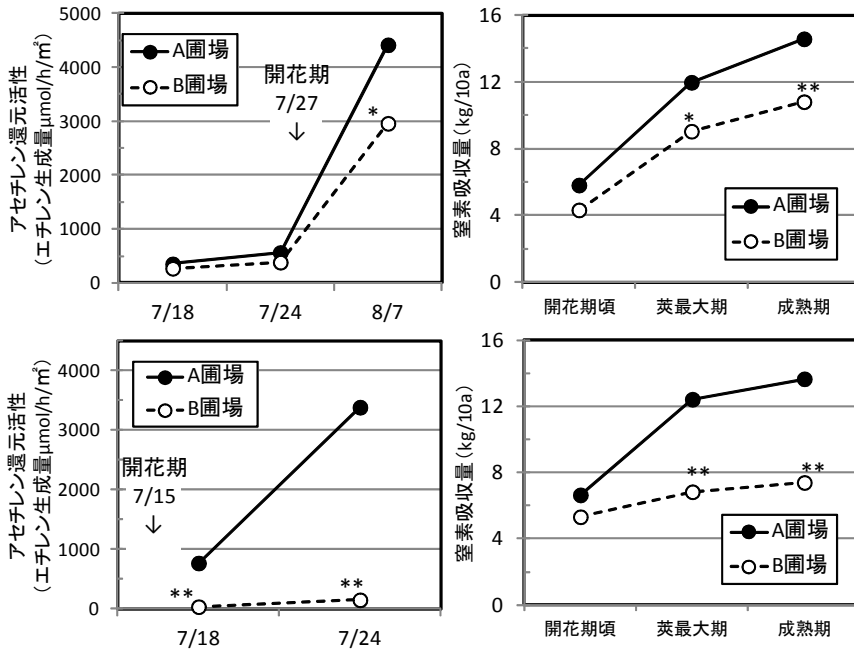 アセチレン還元活性
(エチレン生成量μmol/h/㎡)
5000
4000
3000
2000
1000
0
A圃場
B圃場
開花期
7/27
↓
*
7/18
7/24
8/7
窒素吸収量(kg/10a)
16
12
8
4
0
*
**
A圃場
B圃場
開花期頃
莢最大期
成熟期
アセチレン還元活性
(エチレン生成量μmol/h/㎡)
4000
3000
2000
1000
0
A圃場
B圃場
開花期
7/15
↓
**
**
7/18
7/24
窒素吸収量(kg/10a)
16
12
8
4
0
**
**
A圃場
B圃場
開花期頃
莢最大期
成熟期